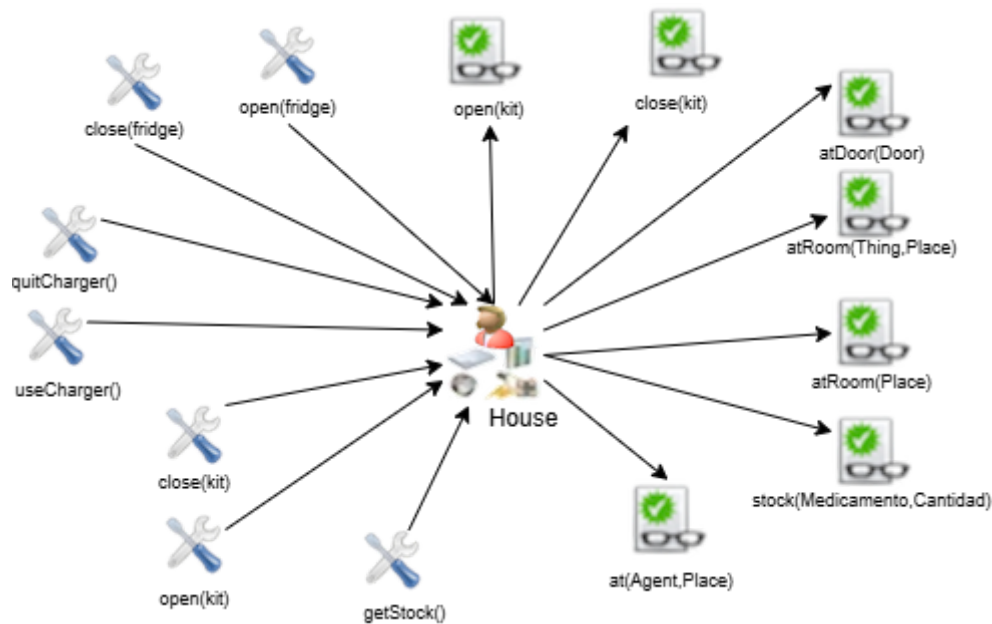 open(fridge)
open(kit)
close(kit)
close(fridge)
atDoor(Door)
atRoom(Thing,Place)
quitCharger()
useCharger()
atRoom(Place)
House
close(kit)
stock(Medicamento,Cantidad)
open(kit)
getStock()
at(Agent,Place)